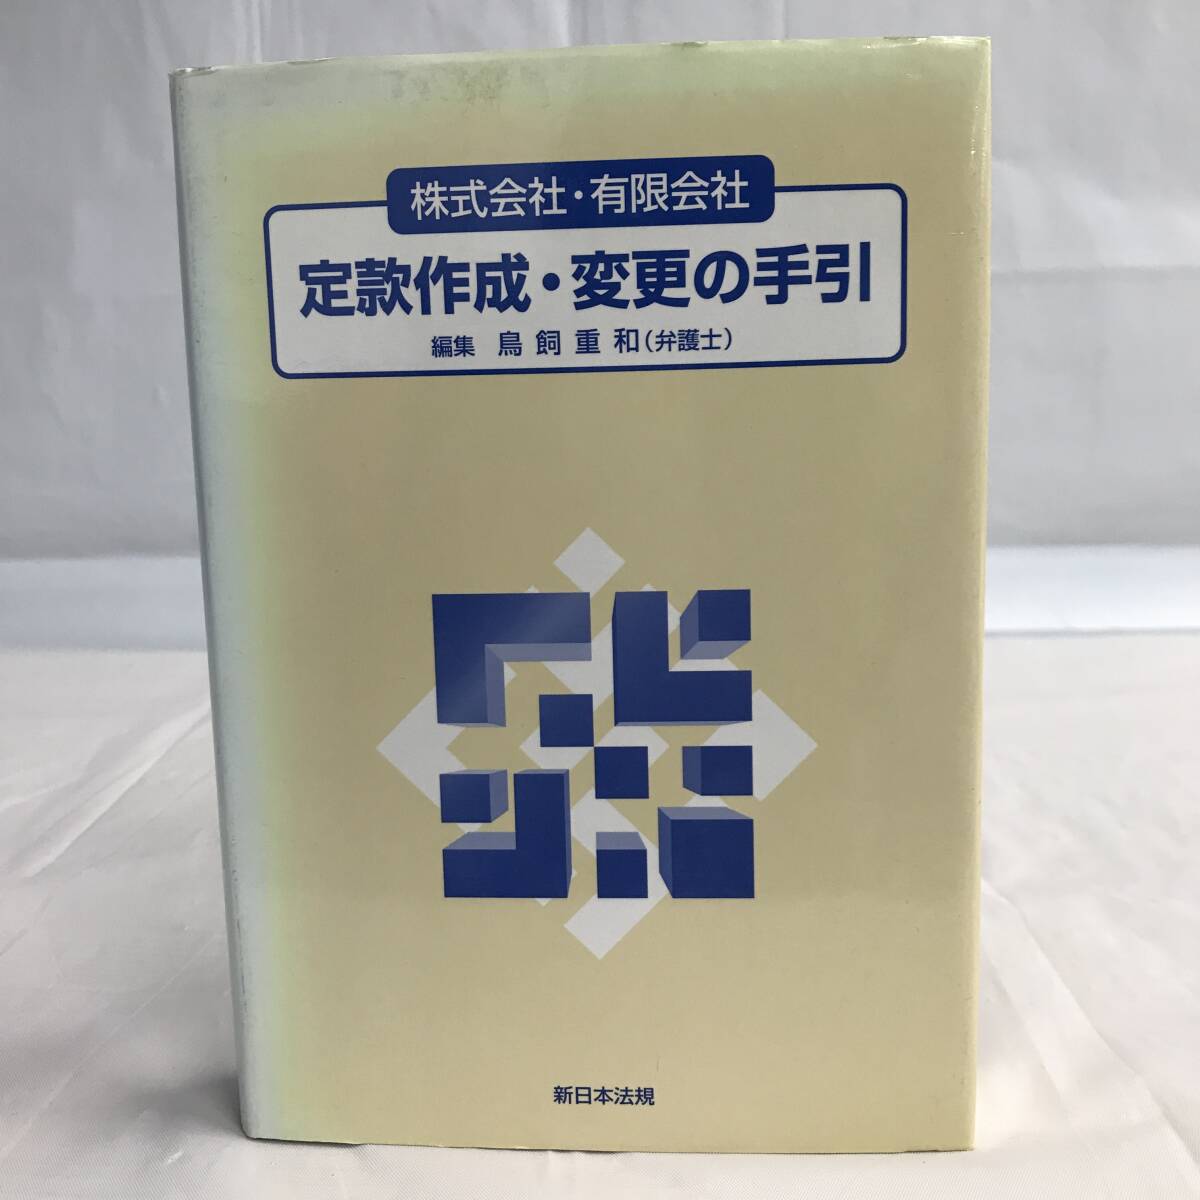 株式会社・有限会社
定款作成・変更の手引
編集 鳥飼重和(弁護士)
新日本法規